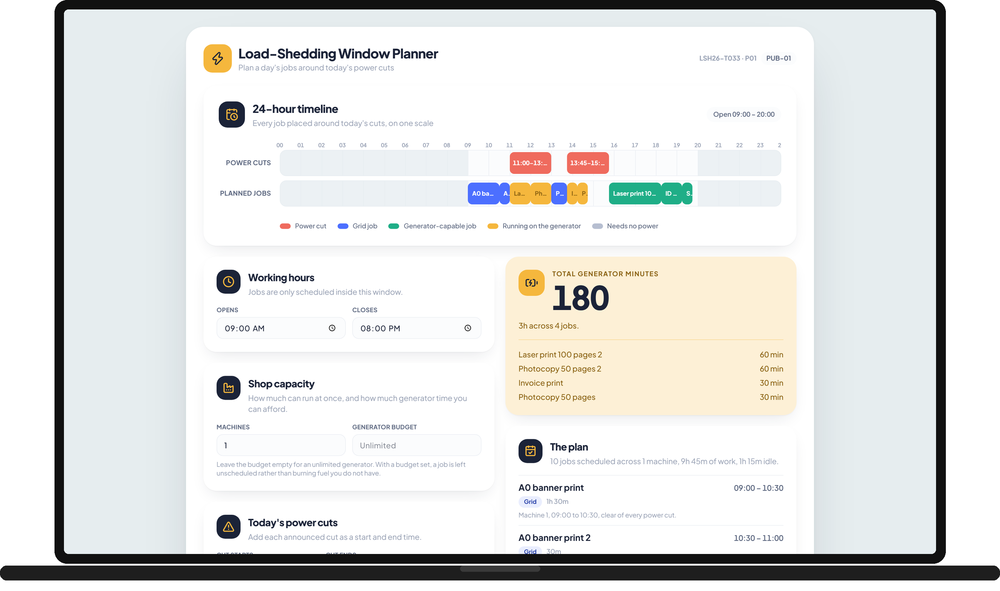 Load-Shedding Window Planner
Plan a day's jobs around today's power cuts
LSH26-T033 · P01 PUB-01
24-hour timeline
Every job placed around today's cuts, on one scale
Open 09:00 – 20:00
00 01 02 03 04 05 06 07 08 09 10 11 12 13 14 15 16 17 18 19 20 21 22 23 2
POWER CUTS
11:00–13:... 13:45–15:...
PLANNED JOBS
A0 ba... A. La... Ph... P... I... P. Laser print 10... ID ... S.
Power cut Grid job Generator-capable job Running on the generator Needs no power
Working hours
Jobs are only scheduled inside this window.
OPENS CLOSES
09:00 AM 08:00 PM
Shop capacity
How much can run at once, and how much generator time you
can afford.
MACHINES GENERATOR BUDGET
1 Unlimited
Leave the budget empty for an unlimited generator. With a budget set, a job is left
unscheduled rather than burning fuel you do not have.
Today's power cuts
Add each announced cut as a start and end time.
CUT STARTS CUT ENDS
TOTAL GENERATOR MINUTES
180
3h across 4 jobs.
Laser print 100 pages 2 60 min
Photocopy 50 pages 2 60 min
Invoice print 30 min
Photocopy 50 pages 30 min
The plan
10 jobs scheduled across 1 machine, 9h 45m of work, 1h 15m idle.
A0 banner print 09:00 – 10:30
Grid 1h 30m
Machine 1, 09:00 to 10:30, clear of every power cut.
A0 banner print 2 10:30 – 11:00
Grid 30m